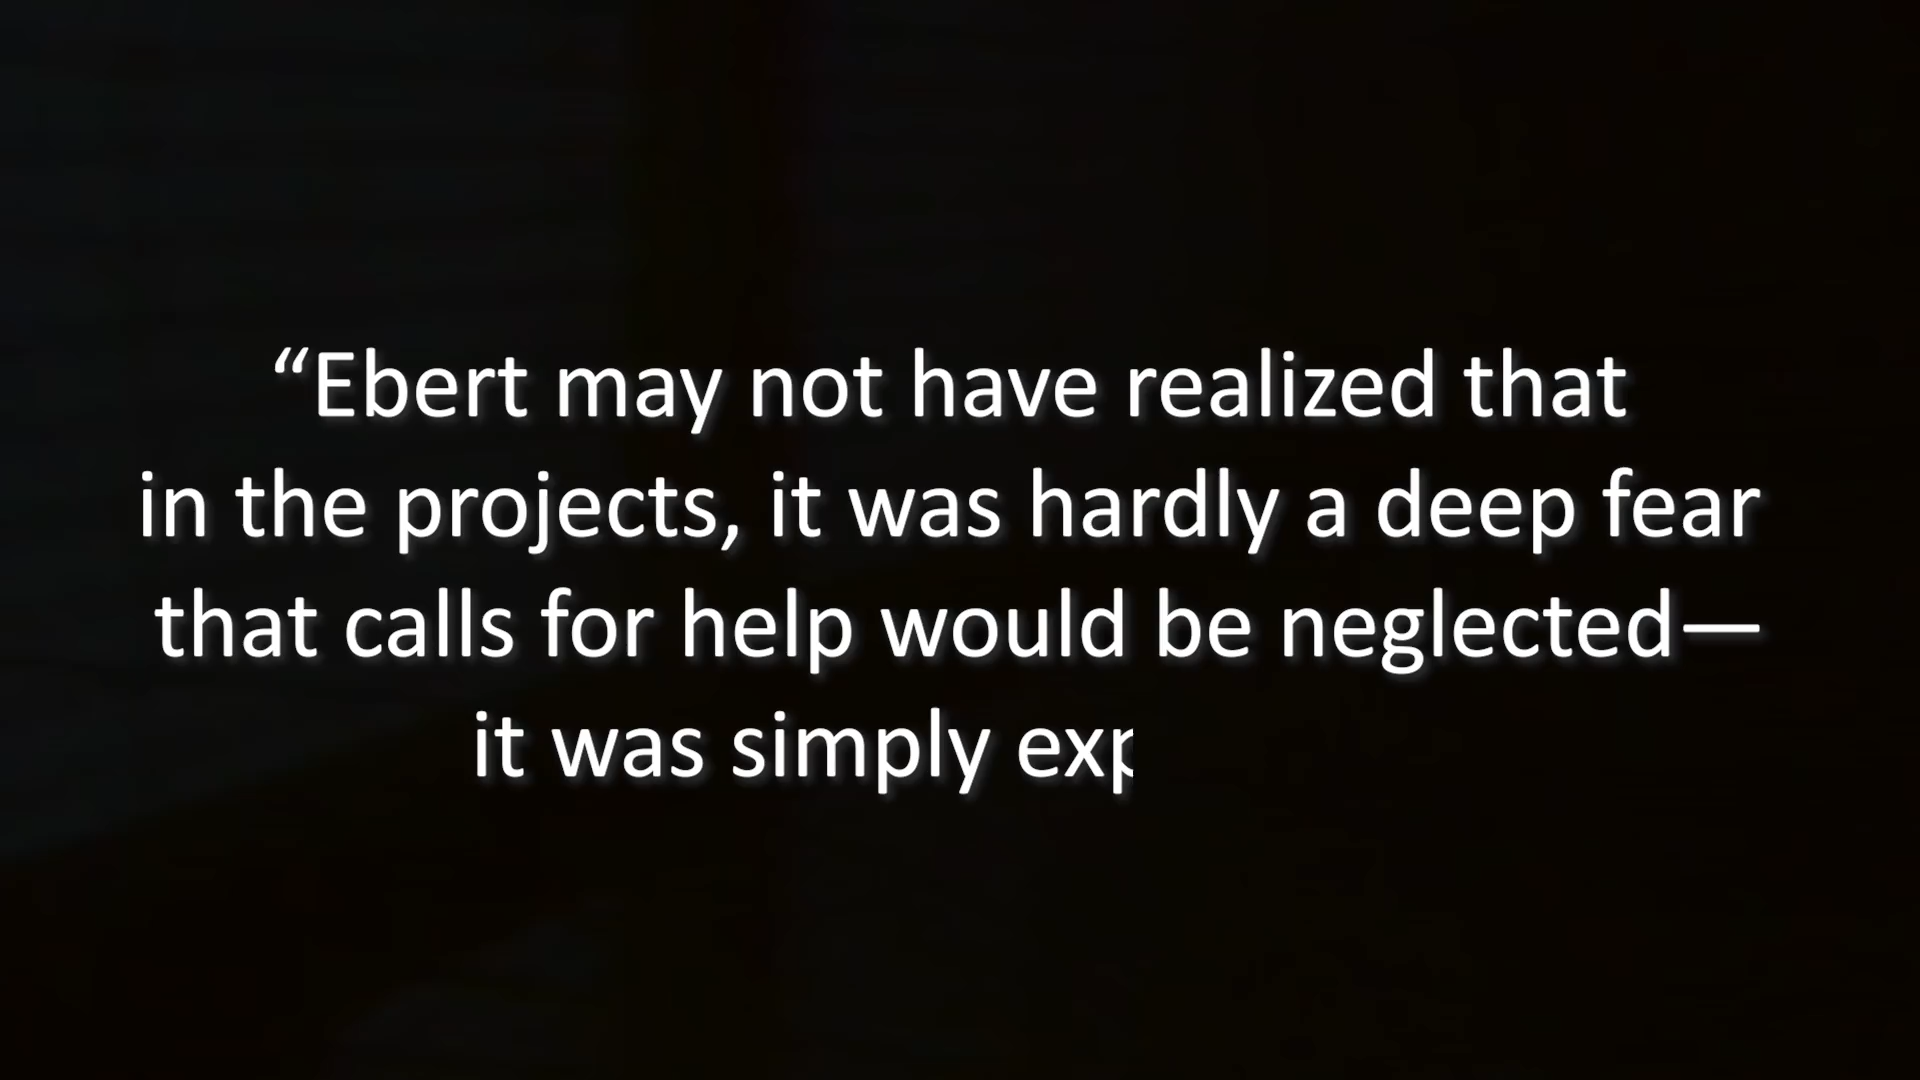 “Ebert may not have realized that
in the projects, it was hardly a deep fear
that calls for help would be neglected—
it was simply exp